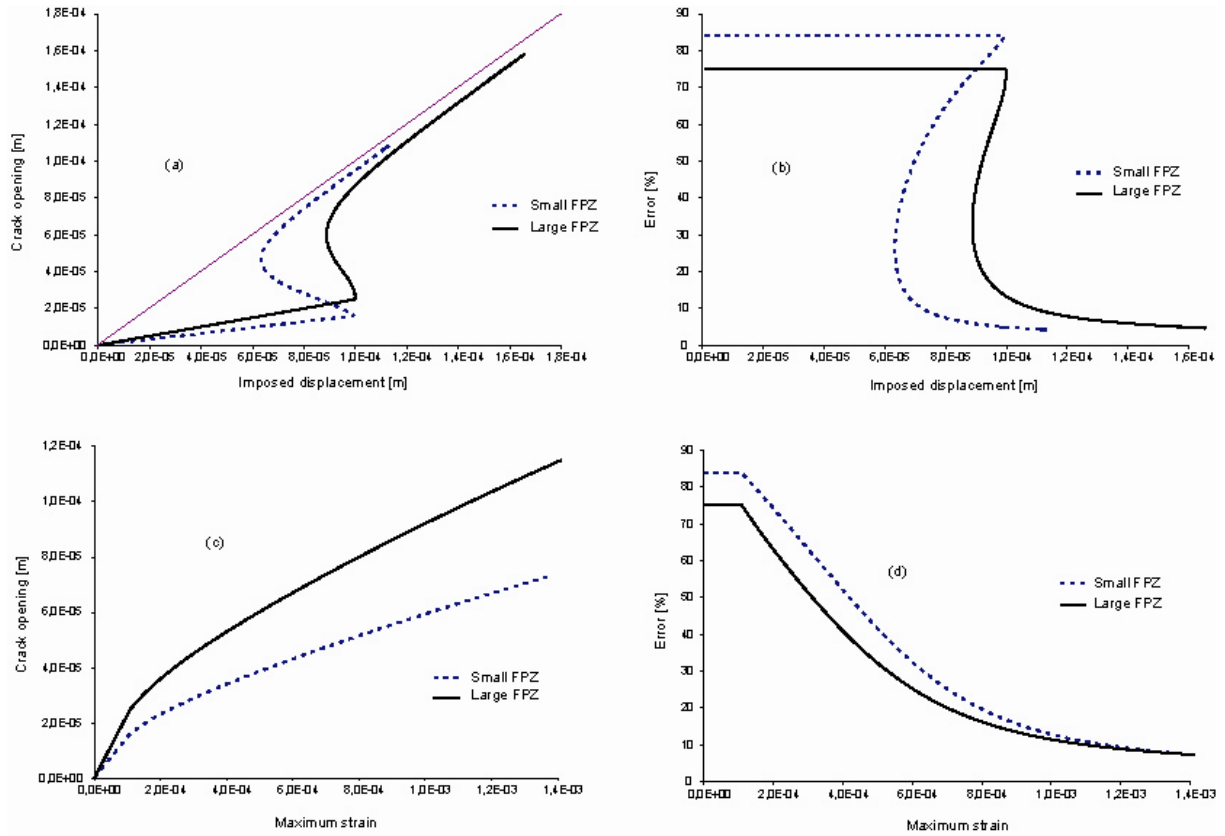 1,8E-04
1,6E-04
1,4E-04
1,2E-04
1,0E-04
8,0E-05
6,0E-05
4,0E-05
2,0E-05
0,0E+00
Crack opening [m]
(a)
Small FPZ
Large FPZ
0,0E+00 2,0E-05 4,0E-05 6,0E-05 8,0E-05 1,0E-04 1,2E-04 1,4E-04 1,6E-04 1,8E-04
Imposed displacement [m]
90
80
70
60
50
40
30
20
10
0
Error [%]
(b)
Small FPZ
Large FPZ
0,0E+00 2,0E-05 4,0E-05 6,0E-05 8,0E-05 1,0E-04 1,2E-04 1,4E-04 1,6E-04
Imposed displacement [m]
1,2E-04
1,0E-04
8,0E-05
6,0E-05
4,0E-05
2,0E-05
0,0E+00
Crack opening [m]
(c)
Small FPZ
Large FPZ
0,0E+00 2,0E-04 4,0E-04 6,0E-04 8,0E-04 1,0E-03 1,2E-03 1,4E-03
Maximum strain
90
80
70
60
50
40
30
20
10
0
Error [%]
(d)
Small FPZ
Large FPZ
0,0E+00 2,0E-04 4,0E-04 6,0E-04 8,0E-04 1,0E-03 1,2E-03 1,4E-03
Maximum strain